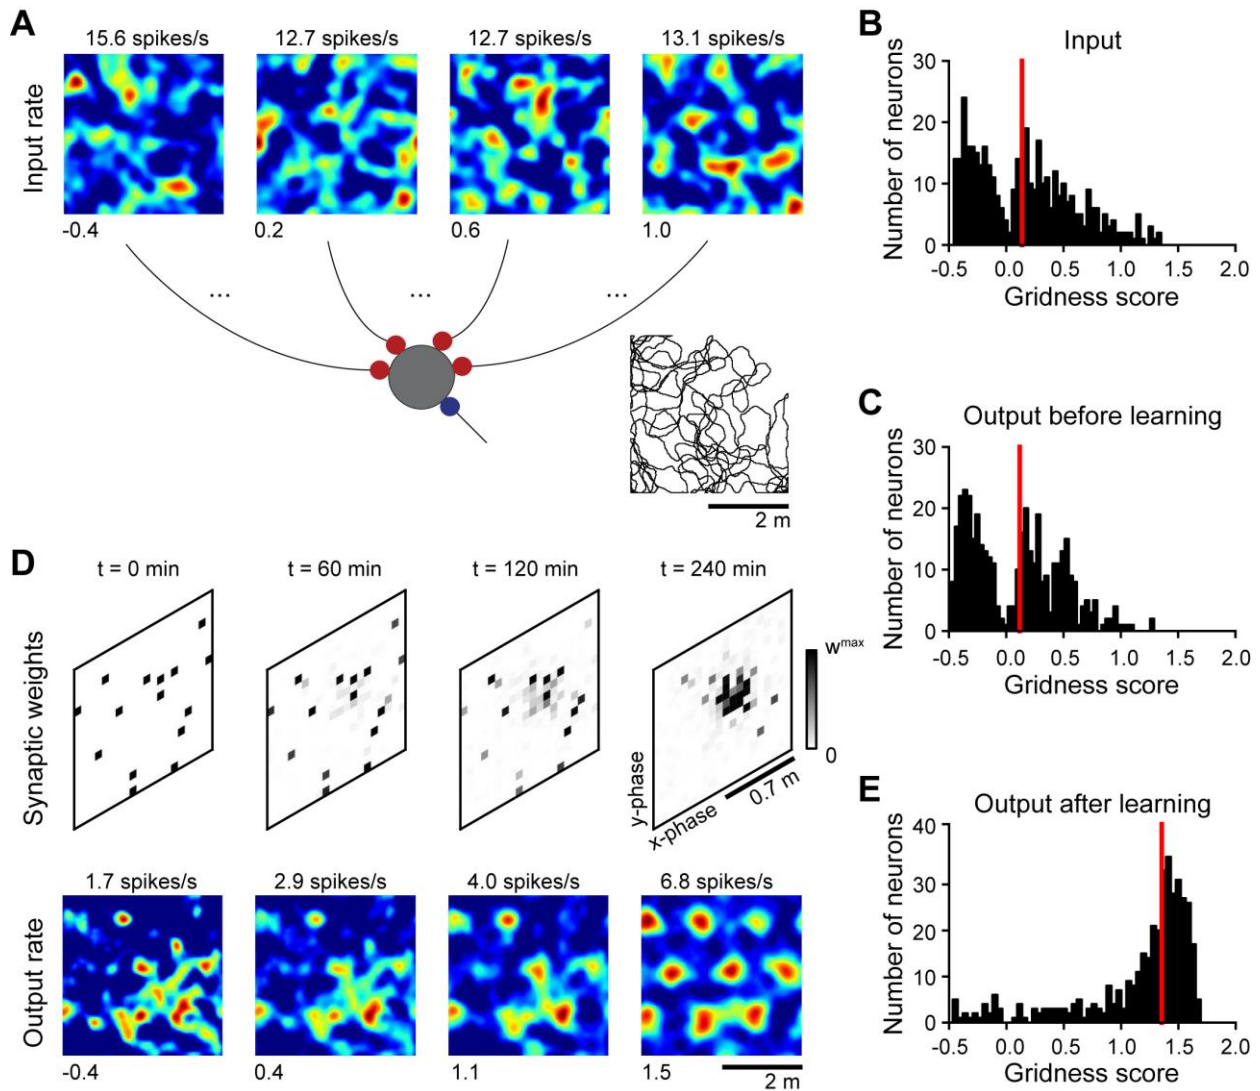 A
15.6 spikes/s 12.7 spikes/s 12.7 spikes/s 13.1 spikes/s
Input rate
-0.4 0.2 0.6 1.0
... ... ...
2 m
B
Input
Number of neurons
30
20
10
0
-0.5 0.0 0.5 1.0 1.5 2.0
Gridness score
C
Output before learning
Number of neurons
30
20
10
0
-0.5 0.0 0.5 1.0 1.5 2.0
Gridness score
D
t = 0 min t = 60 min t = 120 min t = 240 min
Synaptic weights
wmax
0
y-phase
x-phase
0.7 m
1.7 spikes/s 2.9 spikes/s 4.0 spikes/s 6.8 spikes/s
Output rate
-0.4 0.4 1.1 1.5
2 m
E
Output after learning
Number of neurons
40
30
20
10
0
-0.5 0.0 0.5 1.0 1.5 2.0
Gridness score